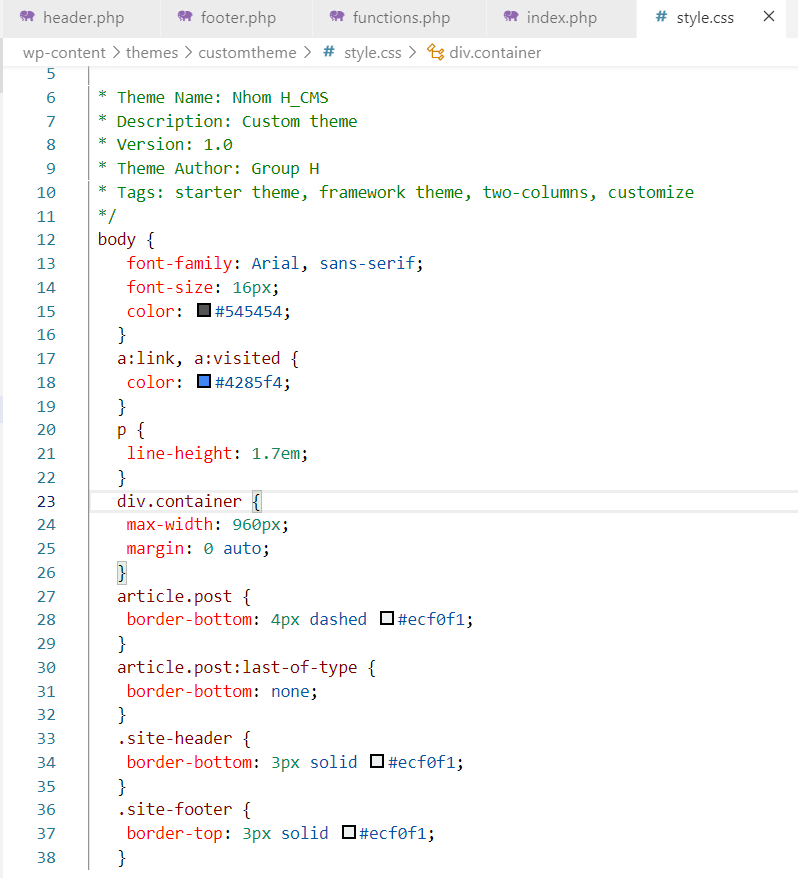 header.php footer.php functions.php index.php # style.css ×
wp-content > themes > customtheme > # style.css > div.container
5
6 * Theme Name: Nhom H_CMS
7 * Description: Custom theme
8 * Version: 1.0
9 * Theme Author: Group H
10 * Tags: starter theme, framework theme, two-columns, customize
11 */
12 body {
13 font-family: Arial, sans-serif;
14 font-size: 16px;
15 color: #545454;
16 }
17 a:link, a:visited {
18 color: #4285f4;
19 }
20 p {
21 line-height: 1.7em;
22 }
23 div.container {
24 max-width: 960px;
25 margin: 0 auto;
26 }
27 article.post {
28 border-bottom: 4px dashed #ecf0f1;
29 }
30 article.post:last-of-type {
31 border-bottom: none;
32 }
33 .site-header {
34 border-bottom: 3px solid #ecf0f1;
35 }
36 .site-footer {
37 border-top: 3px solid #ecf0f1;
38 }